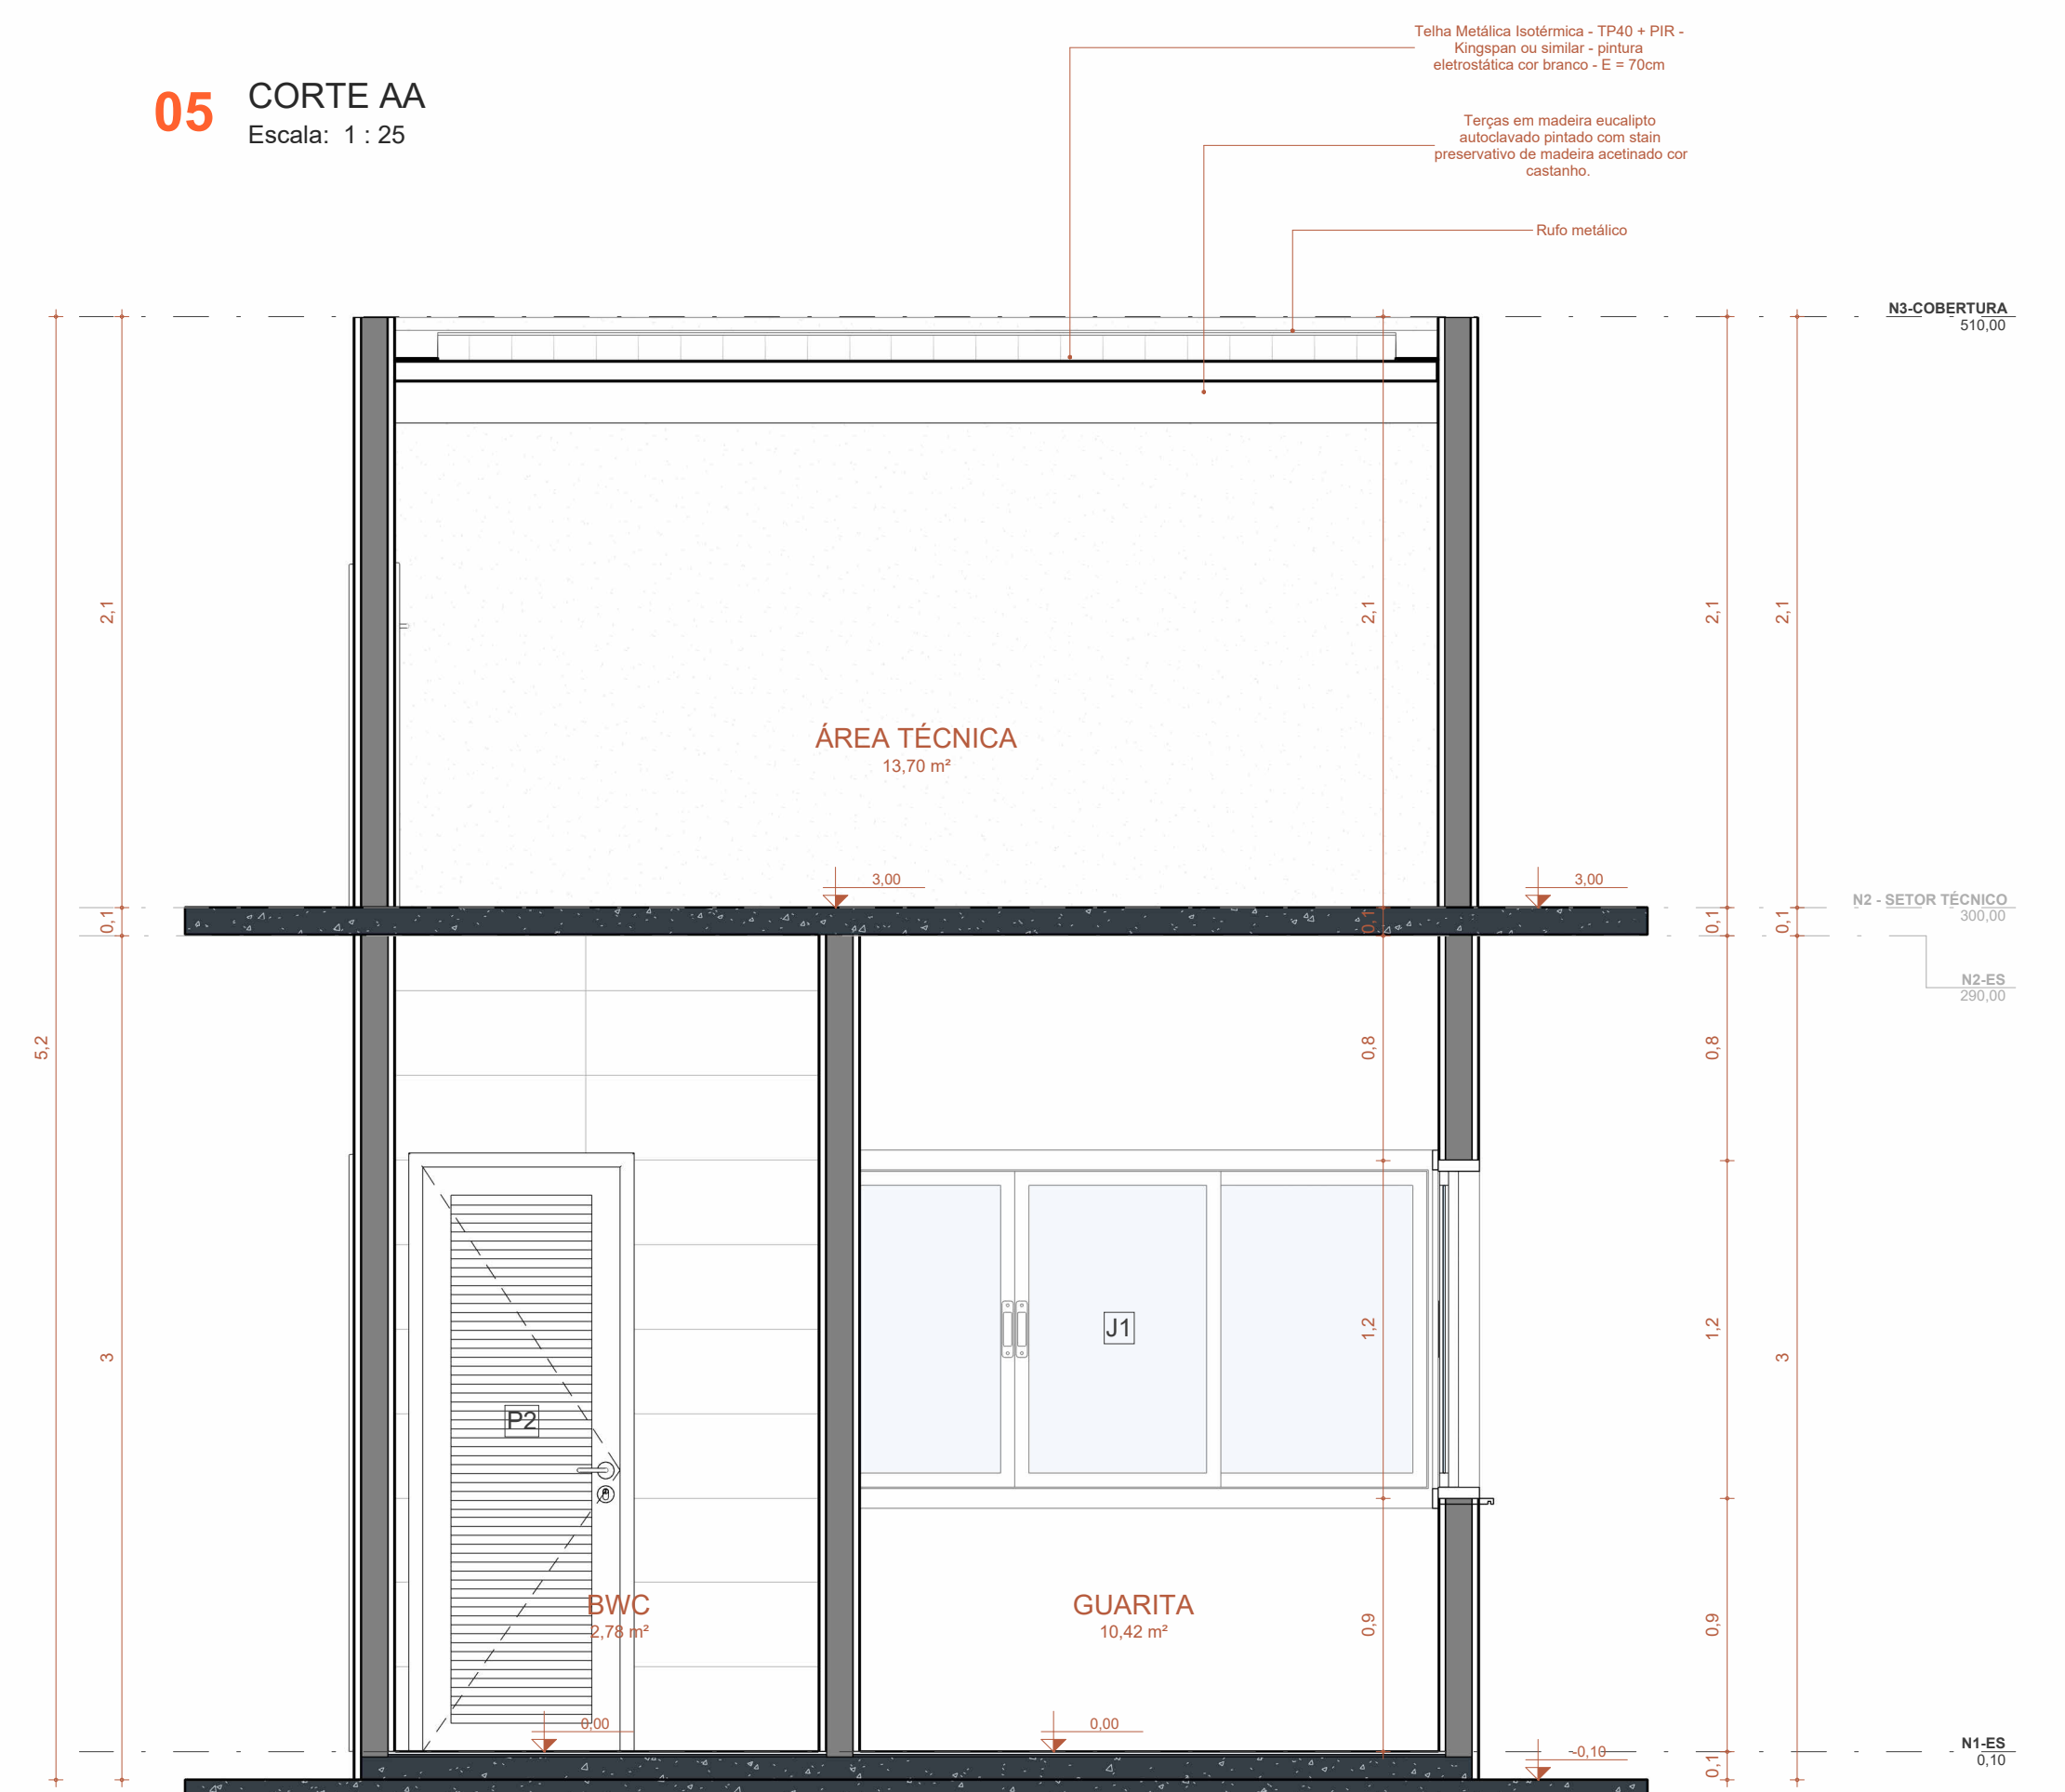 Telha Metálica Isotérmica - TP40 + PIR -
Kingspan ou similar - pintura
eletrostática cor branco - E = 70cm
05
CORTE AA
Escala: 1 : 25
Terças em madeira eucalipto
autoclavado pintado com stain
preservativo de madeira acetinado cor
castanho.
Rufo metálico
N3-COBERTURA
510,00
2,1
2,1
2,1
2,1
ÁREA TÉCNICA
13,70 m²
3,00
3,00
N2 - SETOR TÉCNICO
300,00
0,1
0,1
0,1
0,1
N2-ES
290,00
5,2
0,8
0,8
3
1,2
1,2
3
J1
P2
BWC
2,78 m²
GUARITA
10,42 m²
0,9
0,9
0,00
0,00
-0,10
0,1
N1-ES
0,10